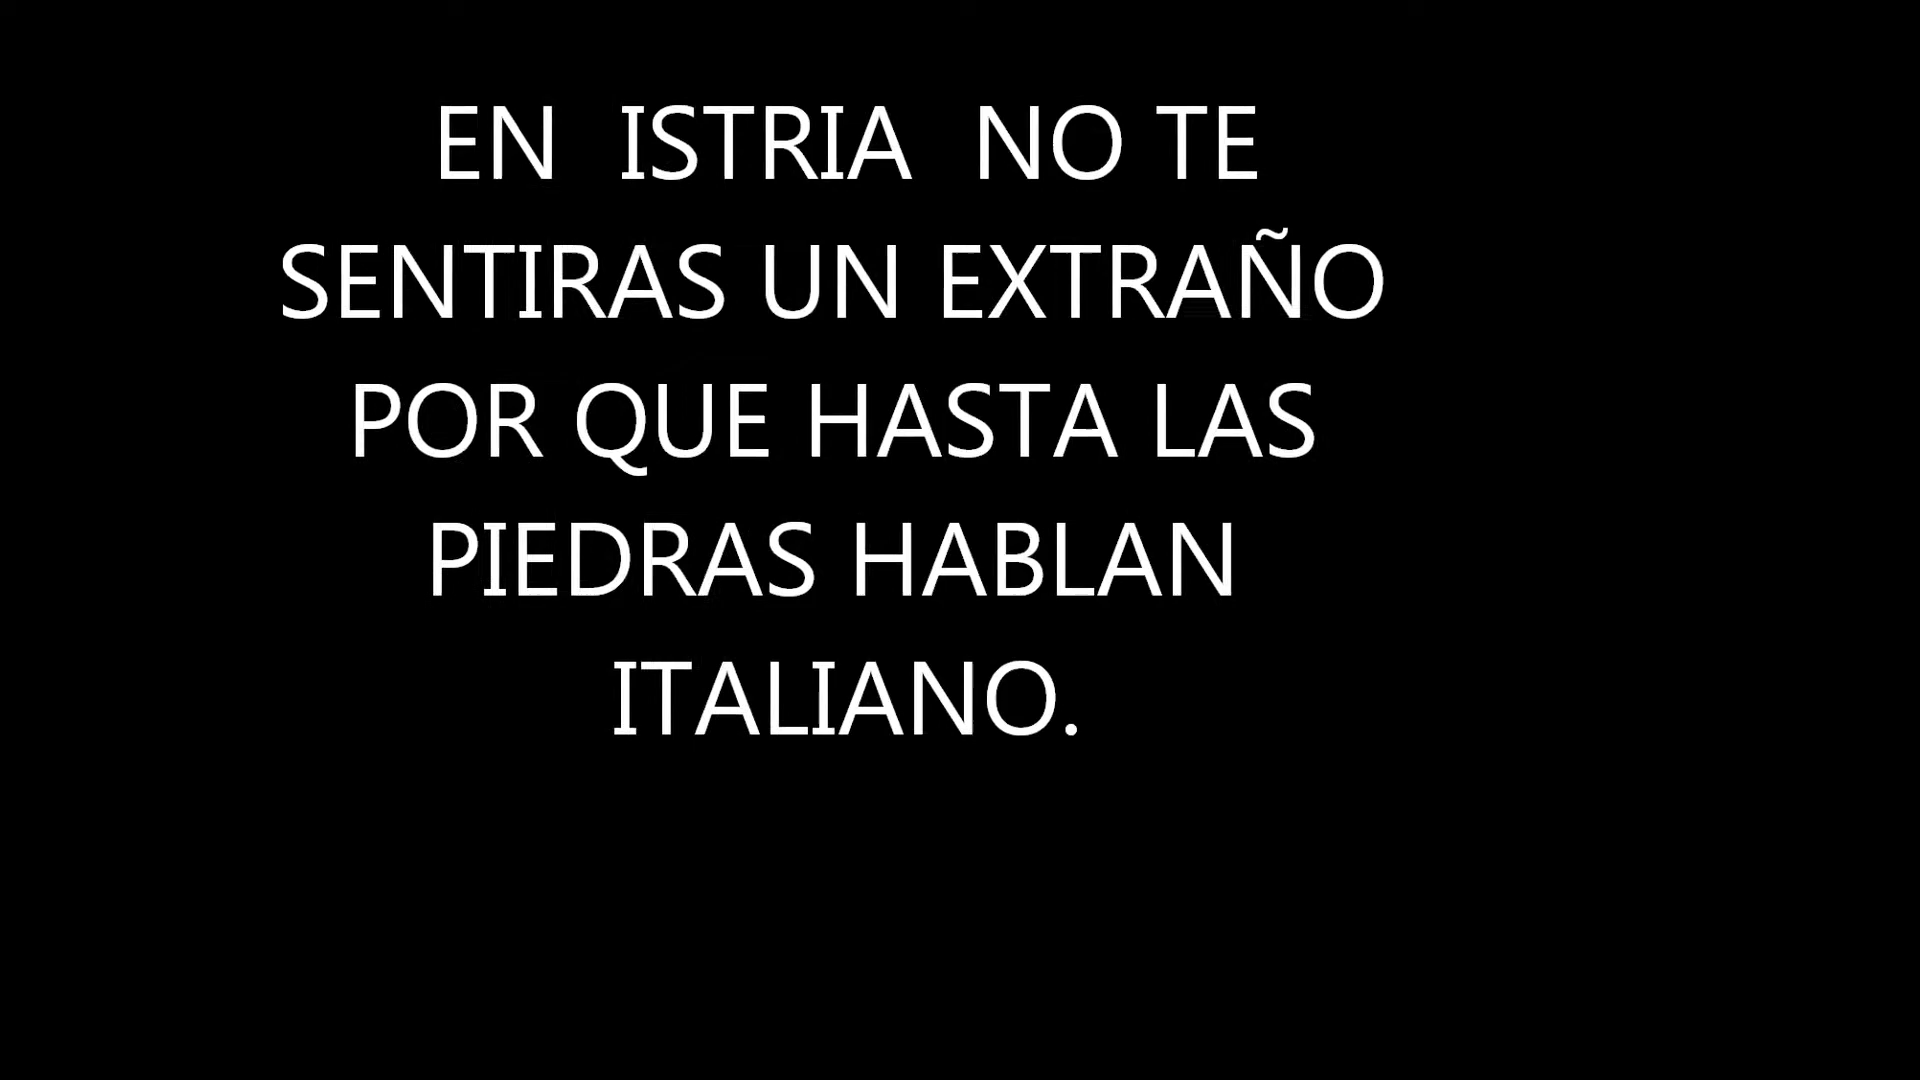 EN  ISTRIA  NO TE
SENTIRAS UN EXTRAÑO
POR QUE HASTA LAS
PIEDRAS HABLAN
ITALIANO.